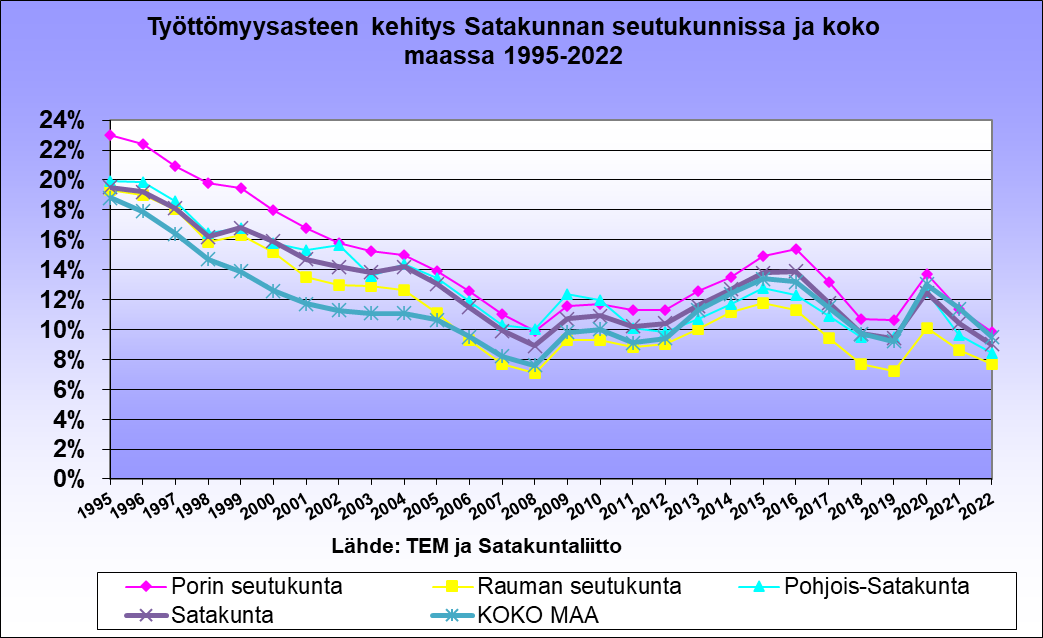 Työttömyysasteen kehitys Satakunnan seutukunnissa ja koko
maassa 1995-2022
24%
22%
20%
18%
16%
14%
12%
10%
8%
6%
4%
2%
0%
1995 1996 1997 1998 1999 2000 2001 2002 2003 2004 2005 2006 2007 2008 2009 2010 2011 2012 2013 2014 2015 2016 2017 2018 2019 2020 2021 2022
Lähde: TEM ja Satakuntaliitto
Porin seutukunta Rauman seutukunta Pohjois-Satakunta
Satakunta KOKO MAA